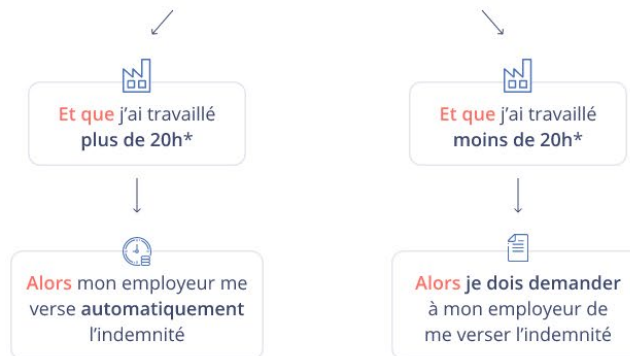 Et que j'ai travaillé
plus de 20h*
Alors mon employeur me
verse automatiquement
l'indemnité
Et que j'ai travaillé
moins de 20h*
Alors je dois demander
à mon employeur de
me verser l'indemnité